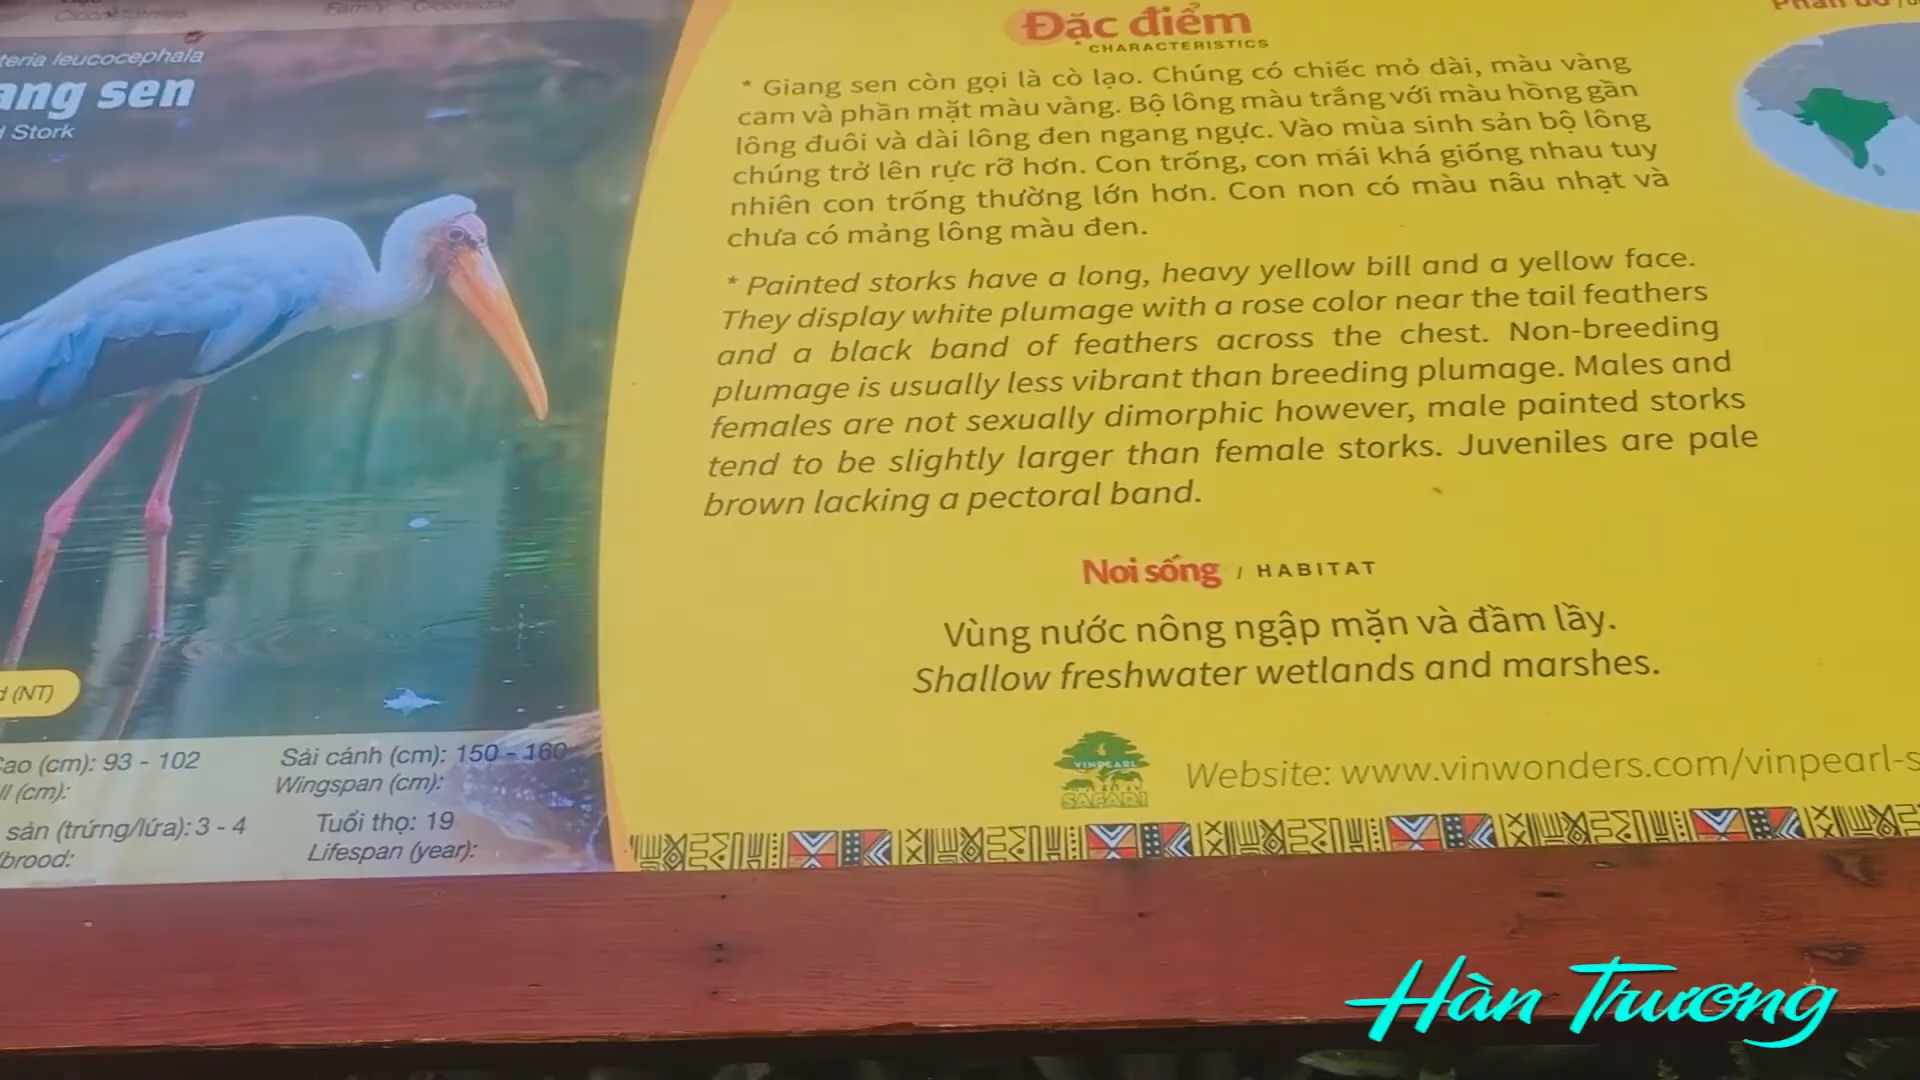 Family Ciconiidae
leucocephala
sen
Stork
(NT)
(cm): 93 - 102
(cm):
Sải cánh (cm): 150 - 160
Wingspan (cm):
sản (trứng/lứa): 3 - 4
brood:
Tuổi thọ: 19
Lifespan (year):
Đặc điểm
CHARACTERISTICS
* Giang sen còn gọi là cò lạo. Chúng có chiếc mỏ dài, màu vàng
cam và phần mặt màu vàng. Bộ lông màu trắng với màu hồng gần
lông đuôi và dài lông đen ngang ngực. Vào mùa sinh sản bộ lông
chúng trở lên rực rỡ hơn. Con trống, con mái khá giống nhau tuy
nhiên con trống thường lớn hơn. Con non có màu nâu nhạt và
chưa có mảng lông màu đen.
* Painted storks have a long, heavy yellow bill and a yellow face.
They display white plumage with a rose color near the tail feathers
and a black band of feathers across the chest. Non-breeding
plumage is usually less vibrant than breeding plumage. Males and
females are not sexually dimorphic however, male painted storks
tend to be slightly larger than female storks. Juveniles are pale
brown lacking a pectoral band.
Nơi sống / HABITAT
Vùng nước nông ngập mặn và đầm lầy.
Shallow freshwater wetlands and marshes.
VINPEARL
SAFARI
Website: www.vinwonders.com/vinpearl-s
Hàn Trương